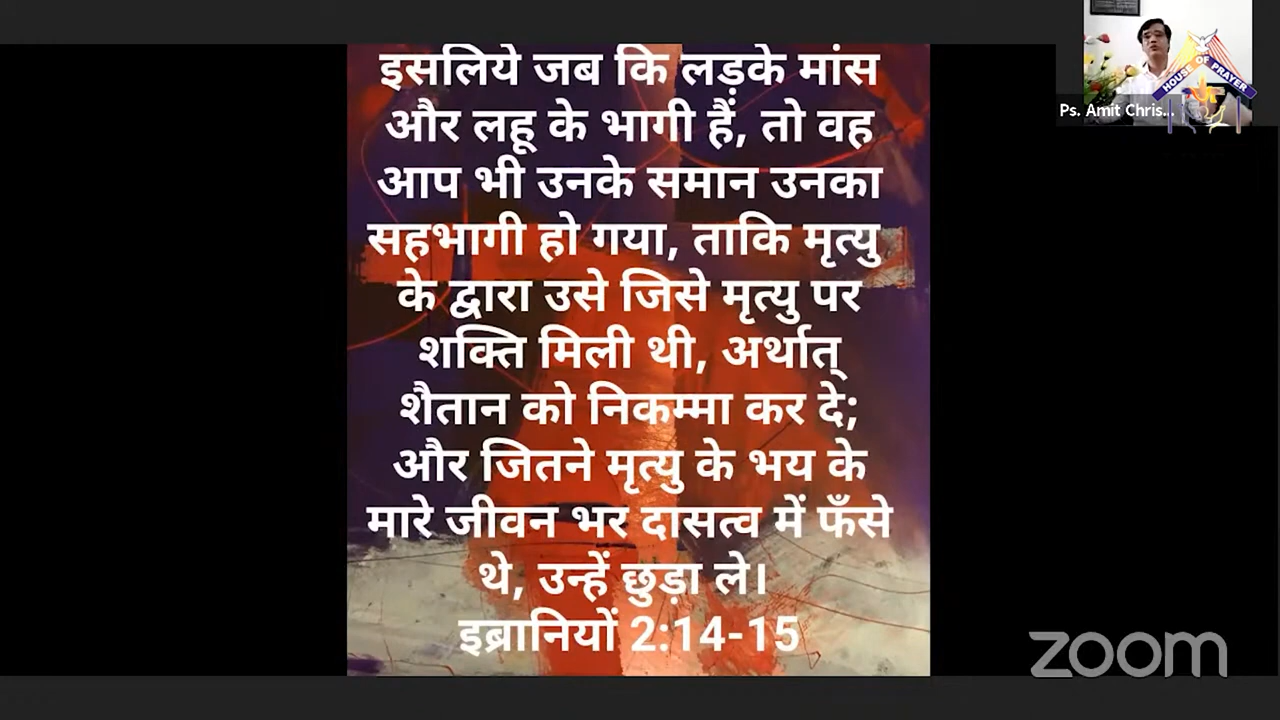 इसलिये जब कि लड़के मांस
और लहू के भागी हैं, तो वह
आप भी उनके समान उनका
सहभागी हो गया, ताकि मृत्यु
के द्वारा उसे जिसे मृत्यु पर
शक्ति मिली थी, अर्थात्
शैतान को निकम्मा कर दे;
और जितने मृत्यु के भय के
मारे जीवन भर दासत्व में फँसे
थे, उन्हें छुड़ा ले।
इब्रानियों 2:14-15
HOUSE OF PRAYER
Ps. Amit Chris...
zoom